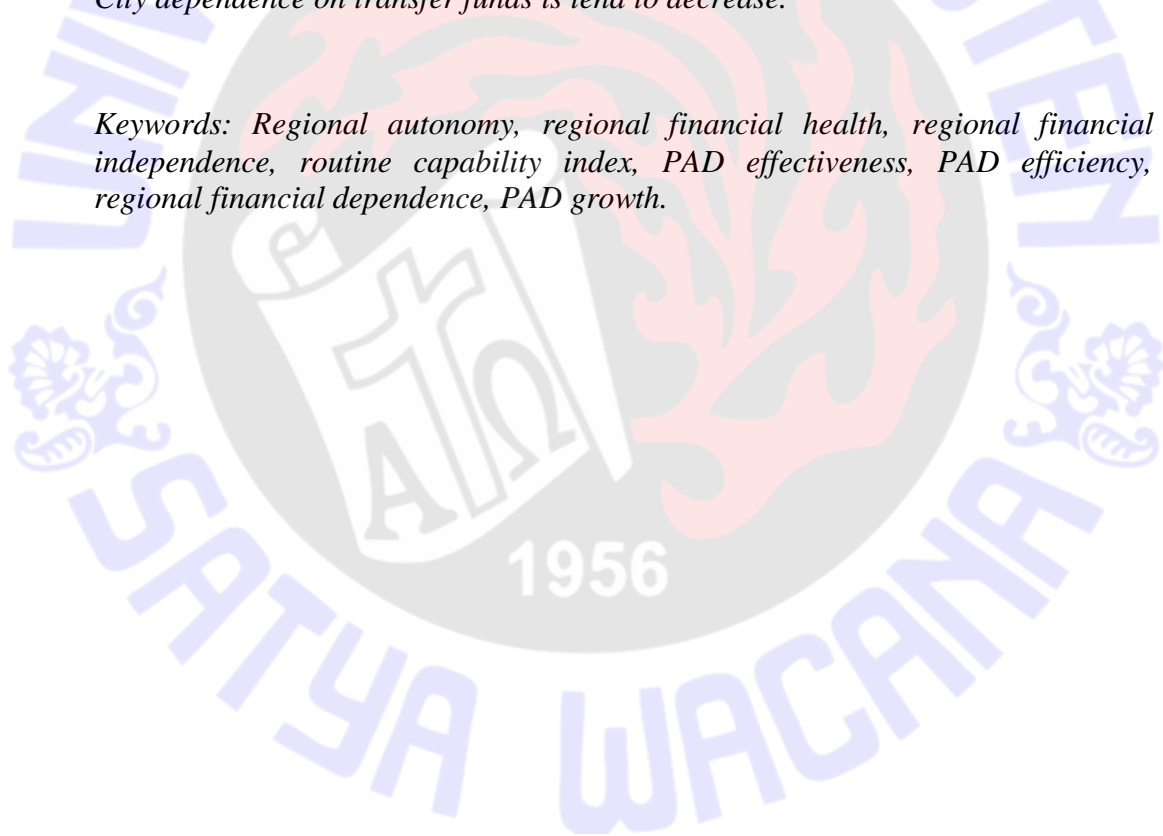 City dependence on transfer funds is tend to decrease.
Keywords: Regional autonomy, regional financial health, regional financial
independence, routine capability index, PAD effectiveness, PAD efficiency,
regional financial dependence, PAD growth.
ΑΩ
1956
SATYA WACANA